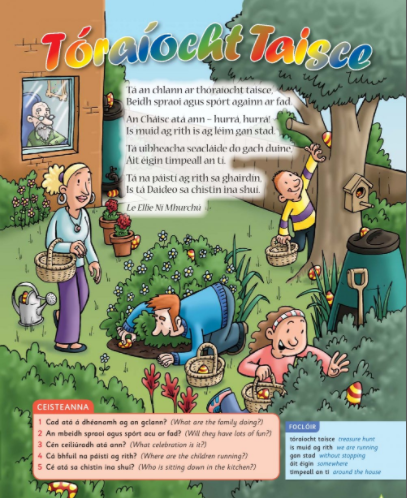 Tóraíocht Taisce
Tá an chlann ar thóraíocht taisce,
Beidh spraoi agus spórt againn ar fad.
An Cháisc atá ann – hurrá, hurrá!
Is muid ag rith is ag léim gan stad.
Tá uibheacha seacláide do gach duine
Áit éigin timpeall an tí.
Tá na páistí ag rith sa ghairdín,
Is tá Daideo sa chistin ina shuí.
Le Ellie Ní Mhurchú
CEISTEANNA
1 Cad atá á dhéanamh ag an gclann? (What are the family doing?)
2 An mbeidh spraoi agus spórt acu ar fad? (Will they have lots of fun?)
3 Cén ceiliúradh atá ann? (What celebration is it?)
4 Cá bhfuil na páistí ag rith? (Where are the children running?)
5 Cé atá sa chistin ina shuí? (Who is sitting down in the kitchen?)
FOCLÓIR
tóraíocht taisce treasure hunt
is muid ag rith we are running
gan stad without stopping
áit éigin somewhere
timpeall an tí around the house